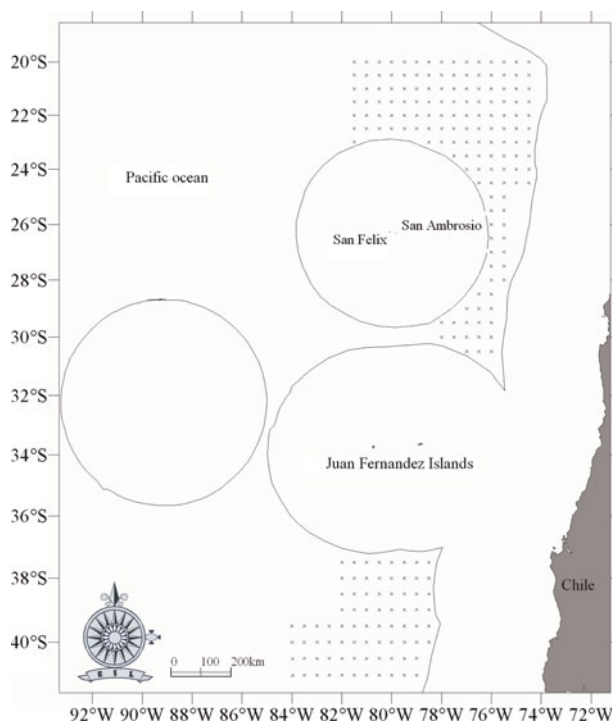 20°S
22°S
24°S
Pacific ocean
26°S
San Ambrosio
San Felix
28°S
30°S
32°S
34°S
Juan Fernandez Islands
36°S
38°S
Chile
40°S
0 100 200km
E S L
92°W 90°W 88°W 86°W 84°W 82°W 80°W 78°W 76°W 74°W 72°W